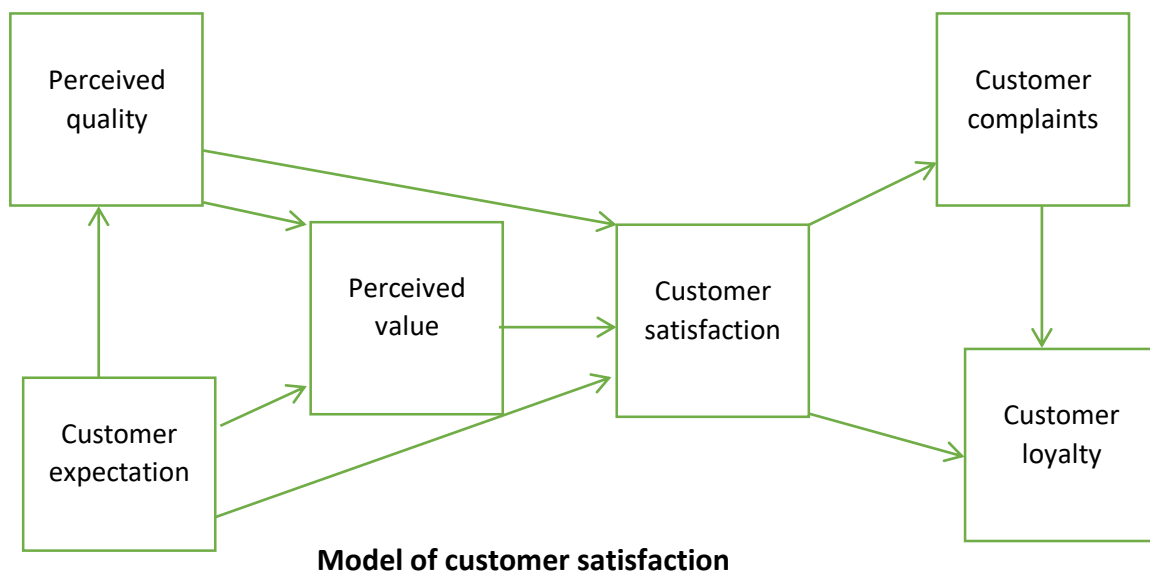 Perceived
quality
Customer
complaints
Perceived
value
Customer
satisfaction
Customer
expectation
Customer
loyalty
Model of customer satisfaction